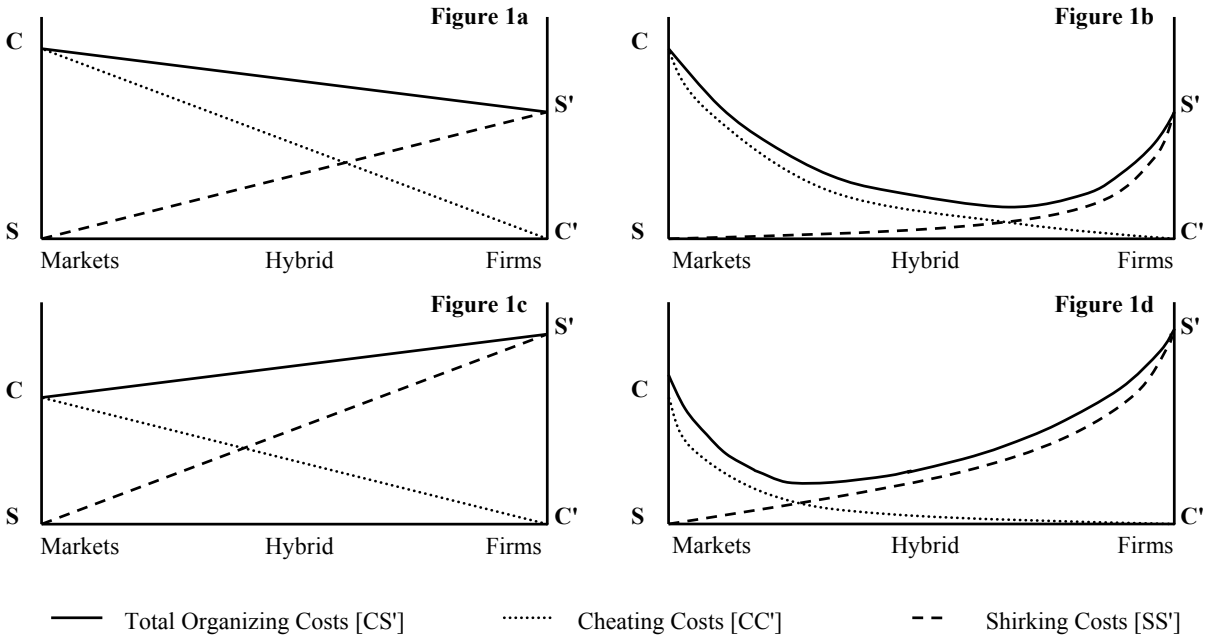 Figure 1a
C
S'
S
C'
Markets Hybrid Firms
Figure 1b
C
S'
S
C'
Markets Hybrid Firms
Figure 1c
S'
C
S
C'
Markets Hybrid Firms
Figure 1d
S'
C
S
C'
Markets Hybrid Firms
Total Organizing Costs [CS'] Cheating Costs [CC'] Shirking Costs [SS']